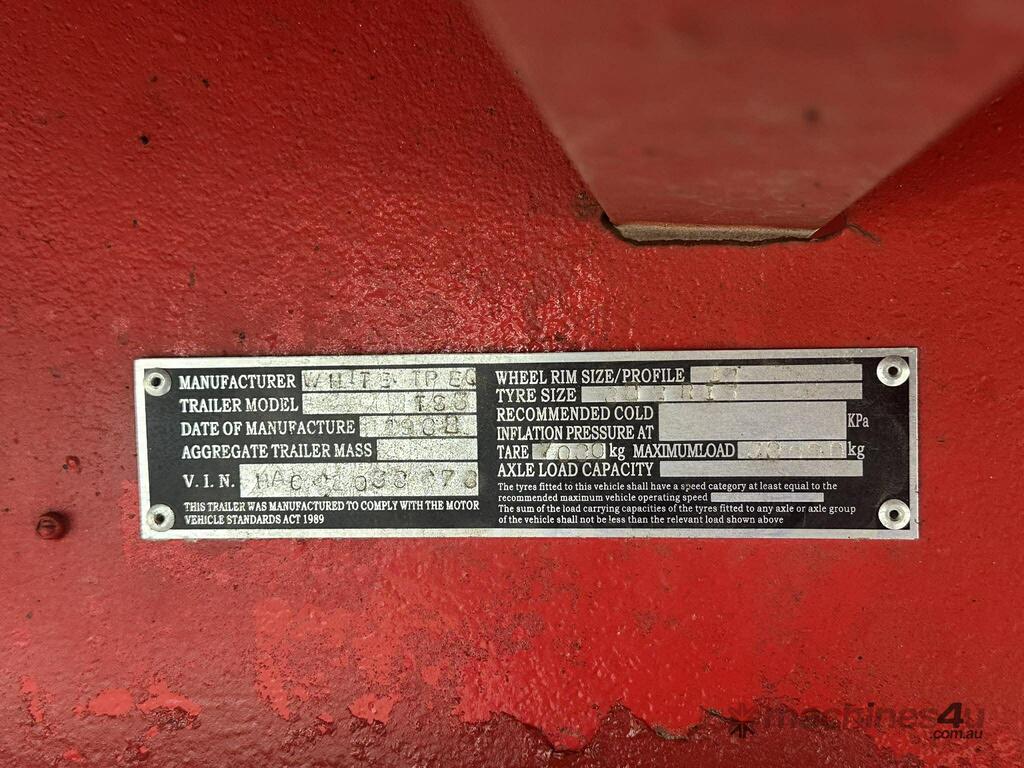 MANUFACTURER WHITE TP EQ
TRAILER MODEL TS3
DATE OF MANUFACTURE
AGGREGATE TRAILER MASS
V. I. N.
THIS TRAILER WAS MANUFACTURED TO COMPLY WITH THE MOTOR
VEHICLE STANDARDS ACT 1989
WHEEL RIM SIZE/PROFILE
TYRE SIZE
RECOMMENDED COLD
INFLATION PRESSURE AT KPa
TARE kg MAXIMUMLOAD kg
AXLE LOAD CAPACITY
The tyres fitted to this vehicle shall have a speed category at least equal to the
recommended maximum vehicle operating speed
The sum of the load carrying capacities of the tyres fitted to any axle or axle group
of the vehicle shall not be less than the relevant load shown above
machines4u
.com.au